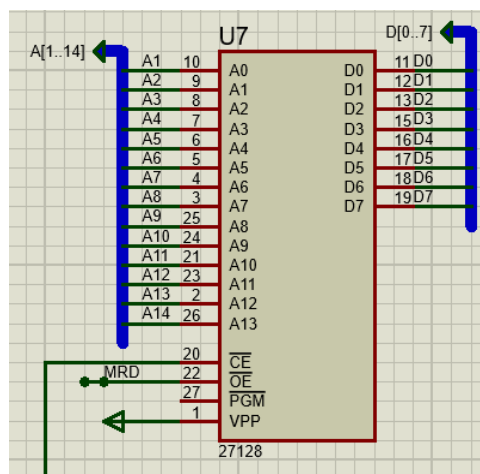 U7
A[1..14]
D[0..7]
A1 10 A0 D0 11 D0
A2 9 A1 D1 12 D1
A3 8 A2 D2 13 D2
A4 7 A3 D3 15 D3
A5 6 A4 D4 16 D4
A6 5 A5 D5 17 D5
A7 4 A6 D6 18 D6
A8 3 A7 D7 19 D7
A9 25 A8
A10 24 A9
A11 21 A10
A12 23 A11
A13 2 A12
A14 26 A13
20 CE
MRD 22 OE
27 PGM
1 VPP
27128